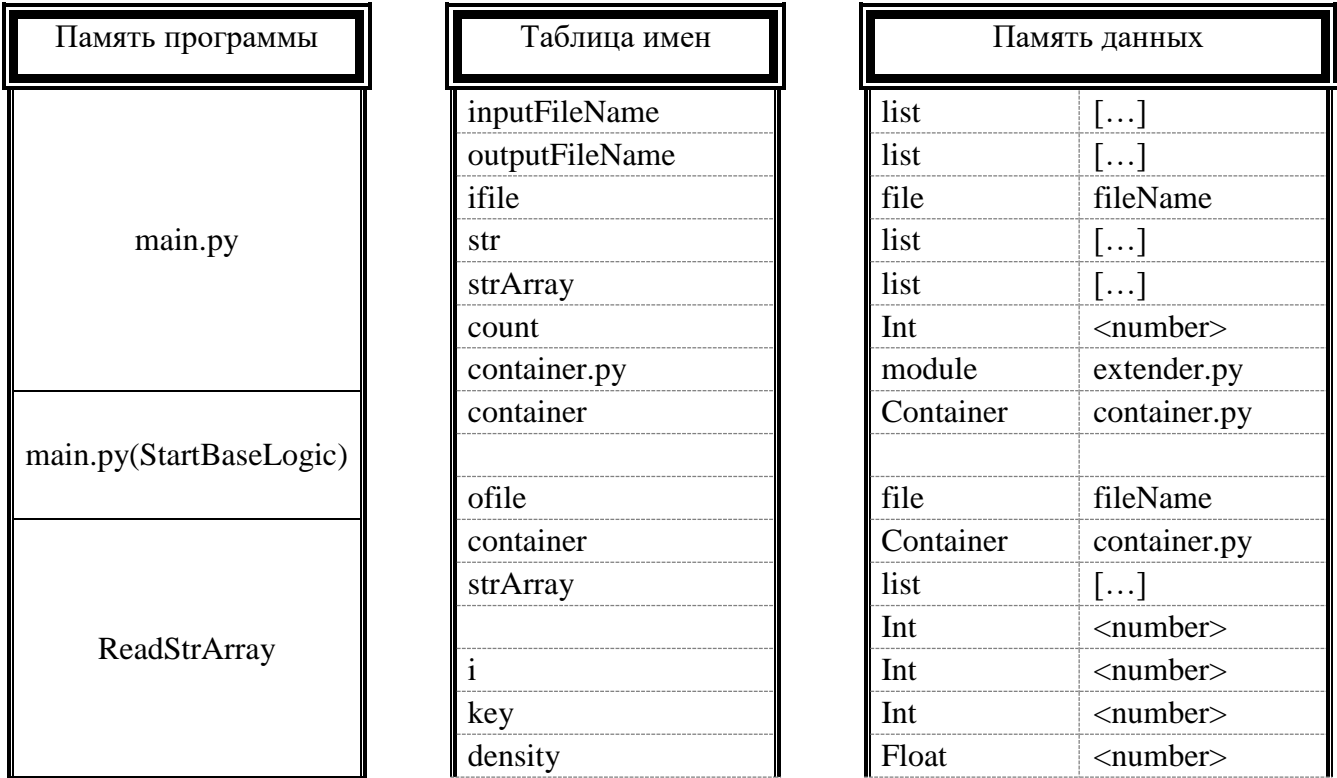 Память программы Таблица имен Память данных
inputFileName list […]
outputFileName list […]
ifile file fileName
main.py str list […]
strArray list […]
count Int <number>
container.py module extender.py
container Container container.py
main.py(StartBaseLogic)
ofile file fileName
container Container container.py
strArray list […]
ReadStrArray Int <number>
i Int <number>
key Int <number>
density Float <number>